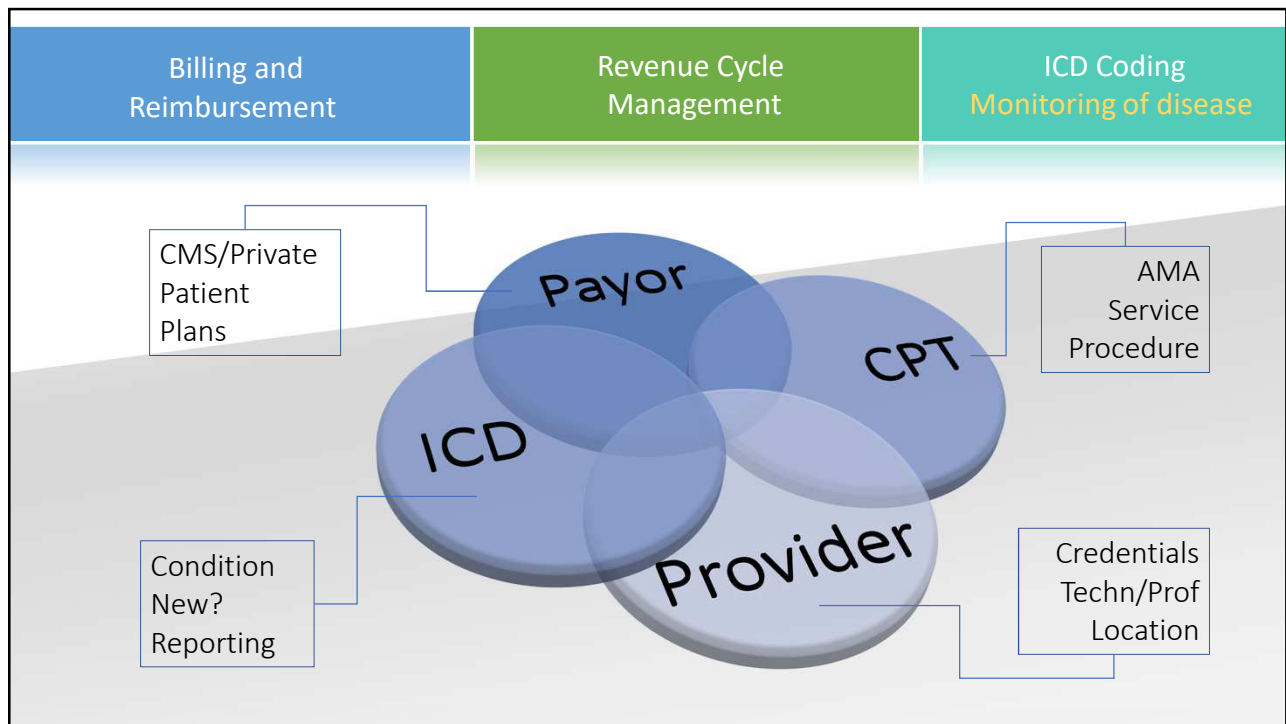 Billing and
Reimbursement
Revenue Cycle
Management
ICD Coding
Monitoring of disease
CMS/Private
Patient
Plans
Payor
AMA
Service
Procedure
CPT
ICD
Provider
Condition
New?
Reporting
Credentials
Techn/Prof
Location